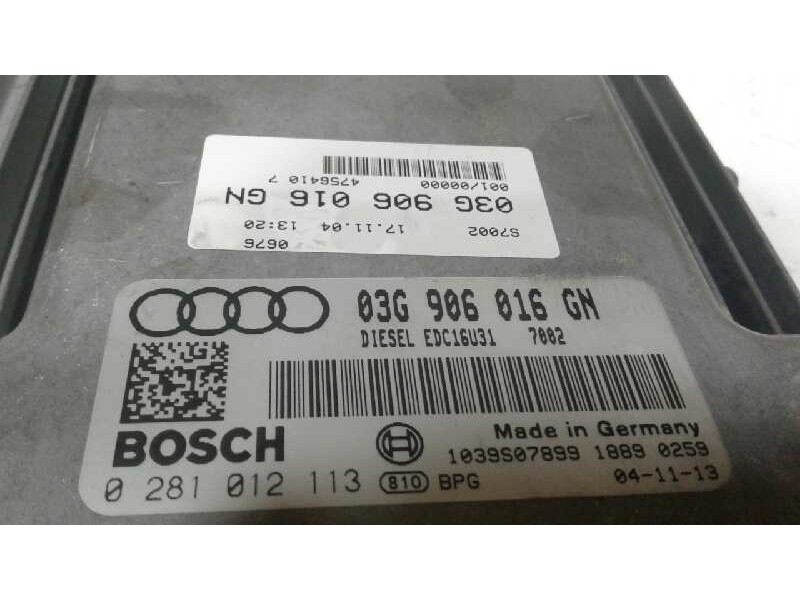 0676
17.11.04 13:20
S7002
03G 906 016 GN
4756410 7
001/00000
03G 906 016 GN
DIESEL EDC16U31 7002
BOSCH
Made in Germany
1039S07899 1889 0259
0 281 012 113 810 BPG 04-11-13